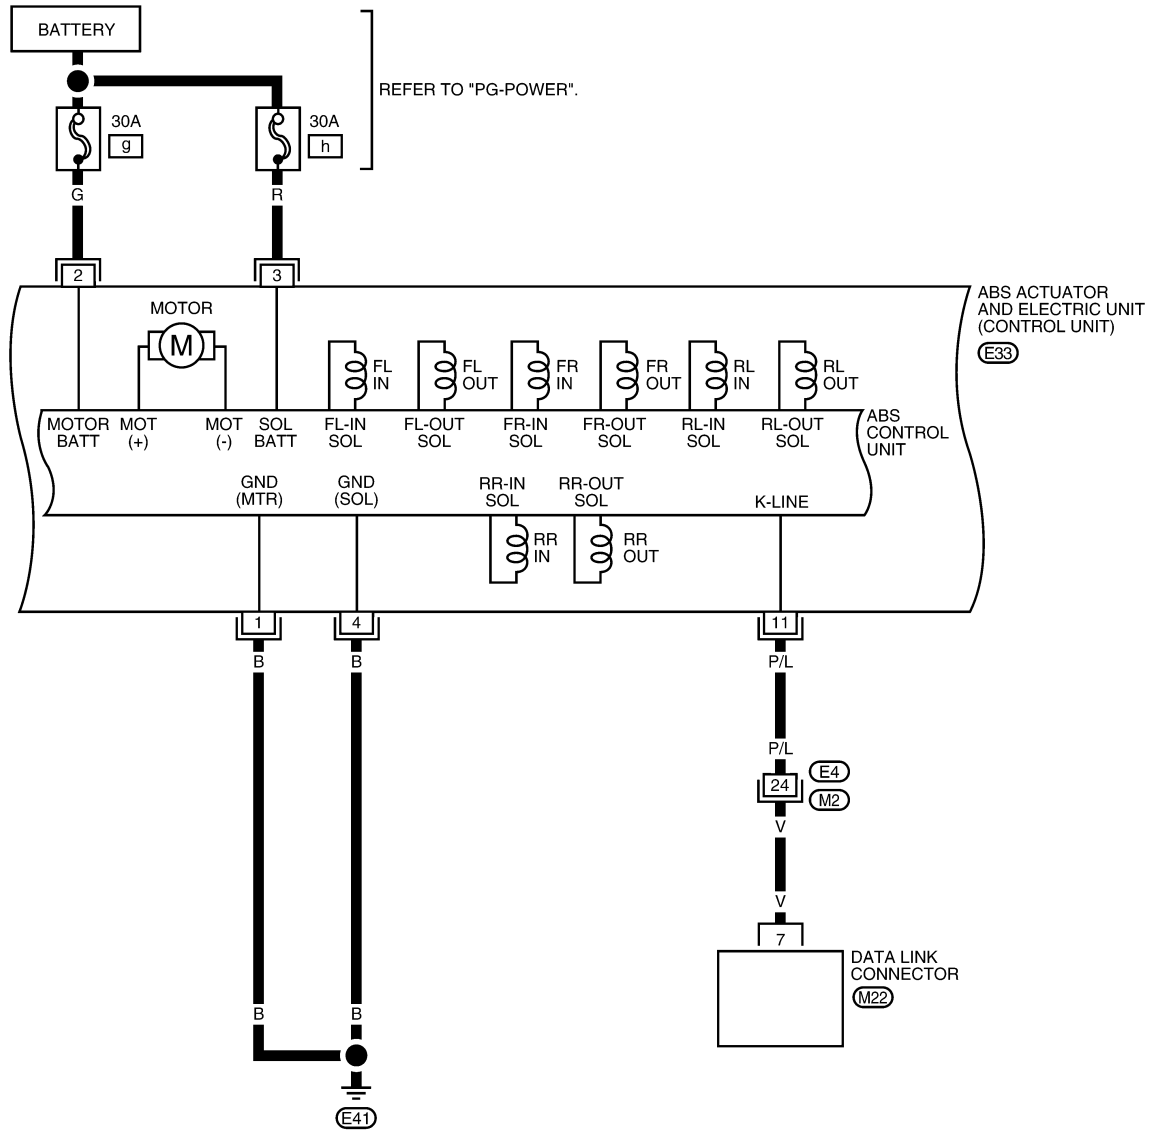 BATTERY
REFER TO "PG-POWER".
30A
g
30A
h
G
R
2
3
ABS ACTUATOR
AND ELECTRIC UNIT
(CONTROL UNIT)
E33
MOTOR
M
FL
IN
FL
OUT
FR
IN
FR
OUT
RL
IN
RL
OUT
MOTOR
BATT
MOT
(+)
MOT
(-)
SOL
BATT
FL-IN
SOL
FL-OUT
SOL
FR-IN
SOL
FR-OUT
SOL
RL-IN
SOL
RL-OUT
SOL
ABS
CONTROL
UNIT
GND
(MTR)
GND
(SOL)
RR-IN
SOL
RR-OUT
SOL
K-LINE
RR
IN
RR
OUT
1
4
11
B
B
P/L
P/L
24
E4
M2
V
V
7
DATA LINK
CONNECTOR
M22
B
B
E41